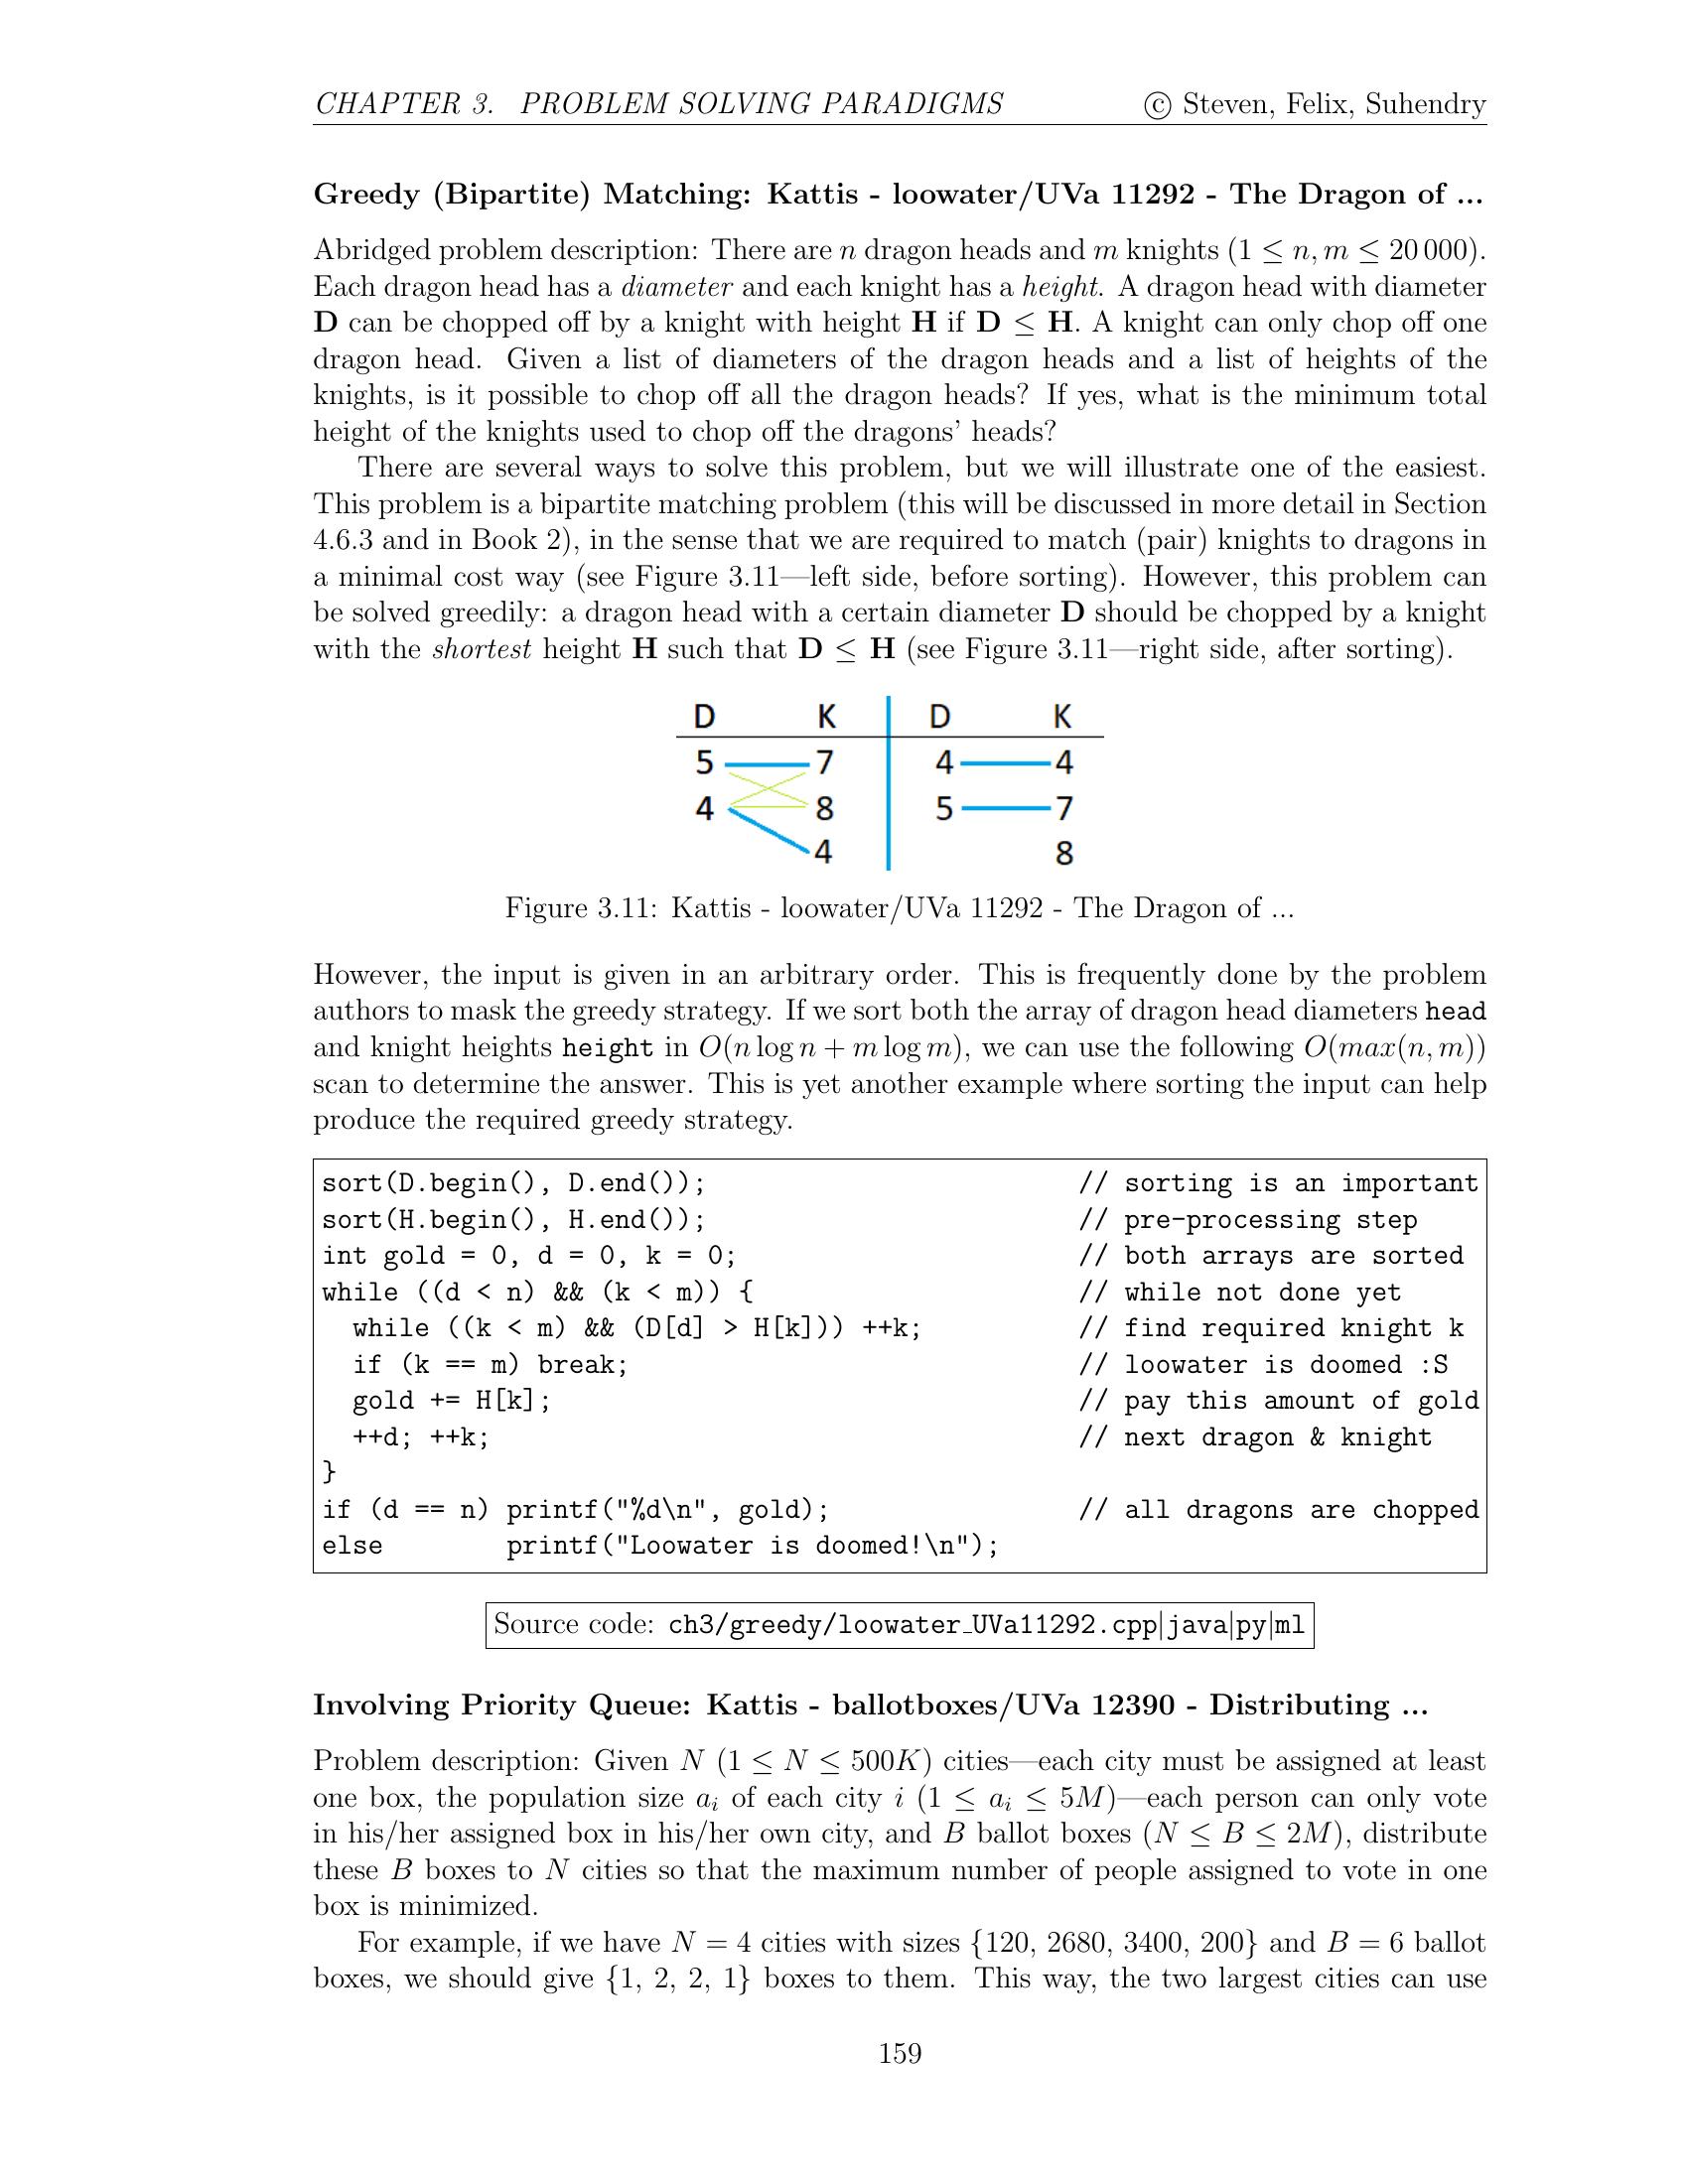 CHAPTER 3. PROBLEM SOLVING PARADIGMS © Steven, Felix, Suhendry
Greedy (Bipartite) Matching: Kattis - loowater/UVa 11292 - The Dragon of ...
Abridged problem description: There are n dragon heads and m knights (1 ≤ n, m ≤ 20 000).
Each dragon head has a diameter and each knight has a height. A dragon head with diameter
D can be chopped off by a knight with height H if D ≤ H. A knight can only chop off one
dragon head. Given a list of diameters of the dragon heads and a list of heights of the
knights, is it possible to chop off all the dragon heads? If yes, what is the minimum total
height of the knights used to chop off the dragons' heads?
There are several ways to solve this problem, but we will illustrate one of the easiest.
This problem is a bipartite matching problem (this will be discussed in more detail in Section
4.6.3 and in Book 2), in the sense that we are required to match (pair) knights to dragons in
a minimal cost way (see Figure 3.11—left side, before sorting). However, this problem can
be solved greedily: a dragon head with a certain diameter D should be chopped by a knight
with the shortest height H such that D ≤ H (see Figure 3.11—right side, after sorting).
D K D K
5 7 4 4
4 8 5 7
4 8
Figure 3.11: Kattis - loowater/UVa 11292 - The Dragon of ...
However, the input is given in an arbitrary order. This is frequently done by the problem
authors to mask the greedy strategy. If we sort both the array of dragon head diameters head
and knight heights height in O(n log n + m log m), we can use the following O(max(n, m))
scan to determine the answer. This is yet another example where sorting the input can help
produce the required greedy strategy.
sort(D.begin(), D.end()); // sorting is an important
sort(H.begin(), H.end()); // pre-processing step
int gold = 0, d = 0, k = 0; // both arrays are sorted
while ((d < n) && (k < m)) { // while not done yet
while ((k < m) && (D[d] > H[k])) ++k; // find required knight k
if (k == m) break; // loowater is doomed :S
gold += H[k]; // pay this amount of gold
++d; ++k; // next dragon & knight
}
if (d == n) printf("%d\n", gold); // all dragons are chopped
else printf("Loowater is doomed!\n");
Source code: ch3/greedy/loowater_UVa11292.cpp|java|py|ml
Involving Priority Queue: Kattis - ballotboxes/UVa 12390 - Distributing ...
Problem description: Given N (1 ≤ N ≤ 500K) cities—each city must be assigned at least
one box, the population size aᵢ of each city i (1 ≤ aᵢ ≤ 5M)—each person can only vote
in his/her assigned box in his/her own city, and B ballot boxes (N ≤ B ≤ 2M), distribute
these B boxes to N cities so that the maximum number of people assigned to vote in one
box is minimized.
For example, if we have N = 4 cities with sizes {120, 2680, 3400, 200} and B = 6 ballot
boxes, we should give {1, 2, 2, 1} boxes to them. This way, the two largest cities can use
159